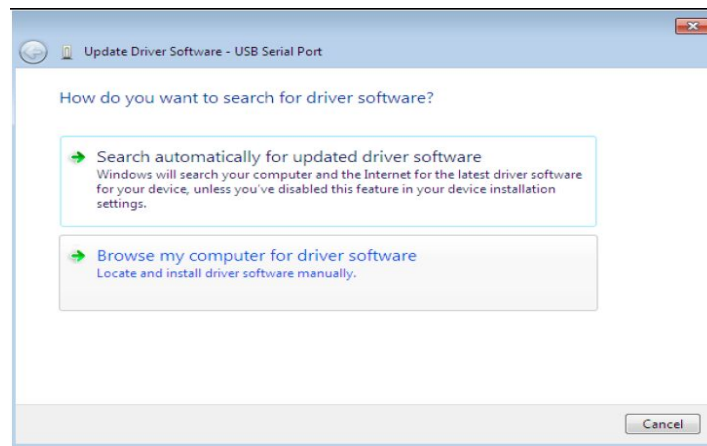 Update Driver Software - USB Serial Port
How do you want to search for driver software?
Search automatically for updated driver software
Windows will search your computer and the Internet for the latest driver software
for your device, unless you've disabled this feature in your device installation
settings.
Browse my computer for driver software
Locate and install driver software manually.
Cancel